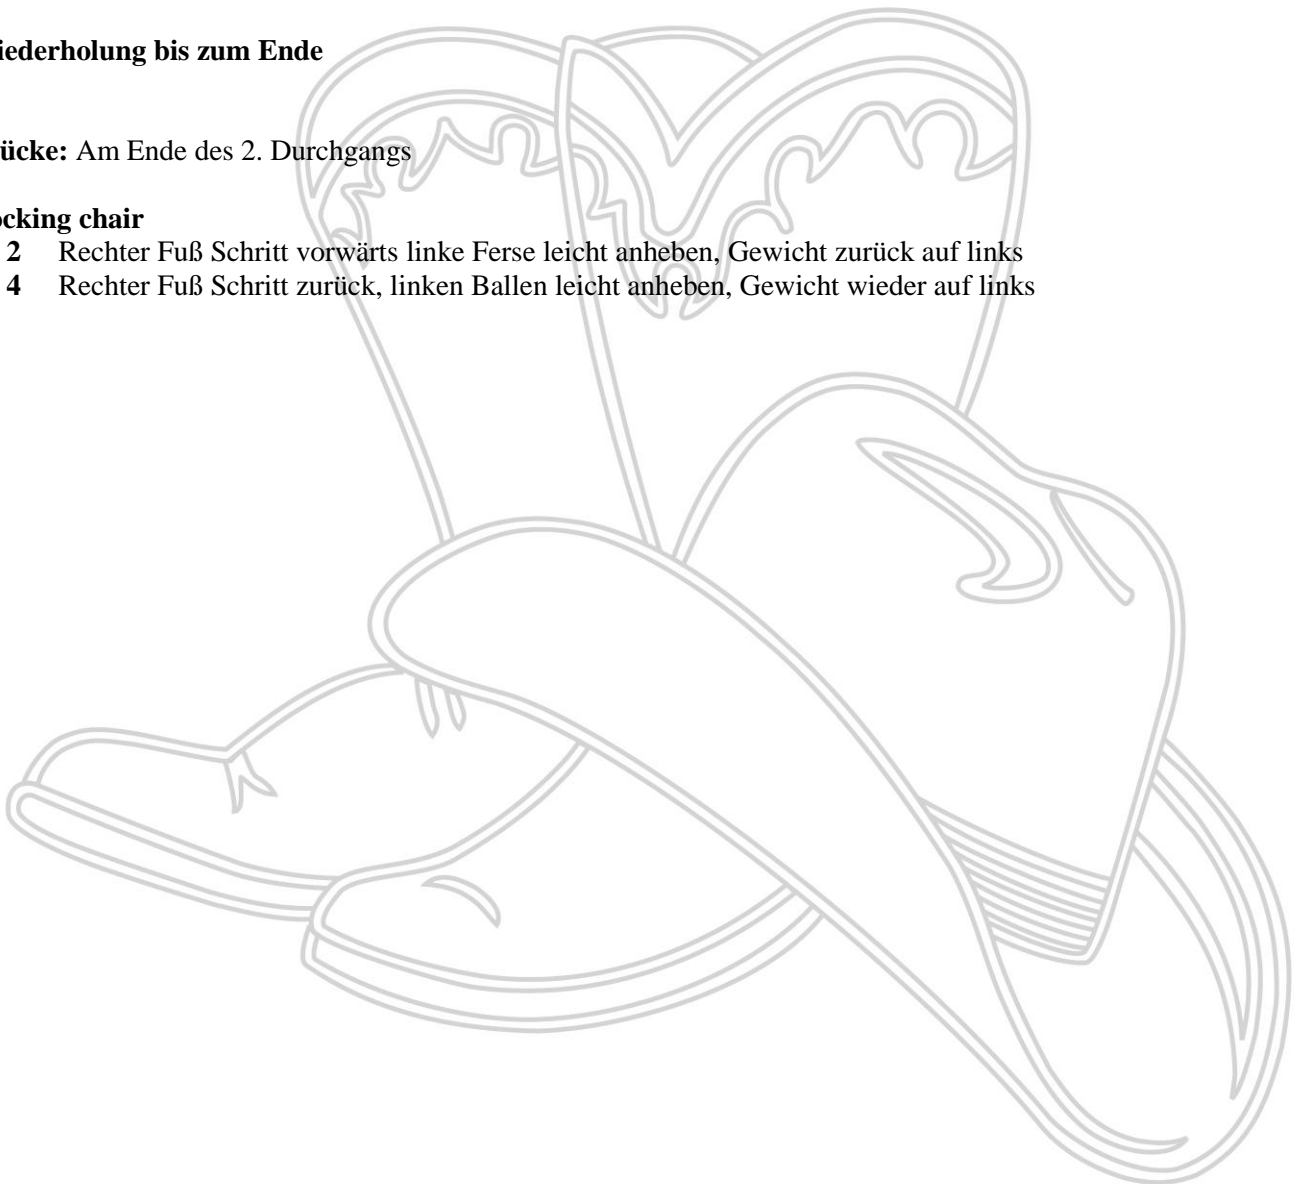 iederholung bis zum Ende
ücke: Am Ende des 2. Durchgangs
ocking chair
2 Rechter Fuß Schritt vorwärts linke Ferse leicht anheben, Gewicht zurück auf links
4 Rechter Fuß Schritt zurück, linken Ballen leicht anheben, Gewicht wieder auf links